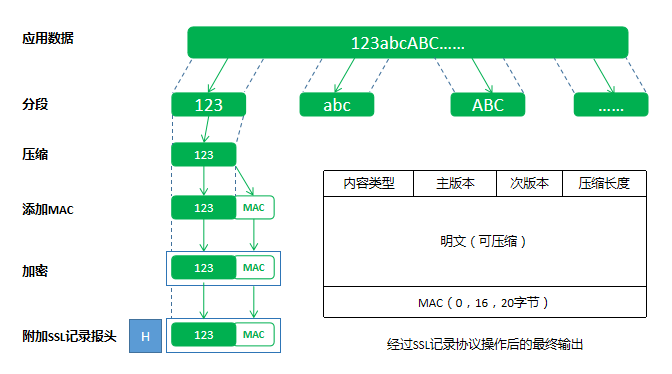 应用数据
123abcABC……
分段
123 abc ABC ……
压缩
123
添加MAC
123 MAC
加密
123 MAC
附加SSL记录报头
H 123 MAC
内容类型 主版本 次版本 压缩长度
明文（可压缩）
MAC（0，16，20字节）
经过SSL记录协议操作后的最终输出